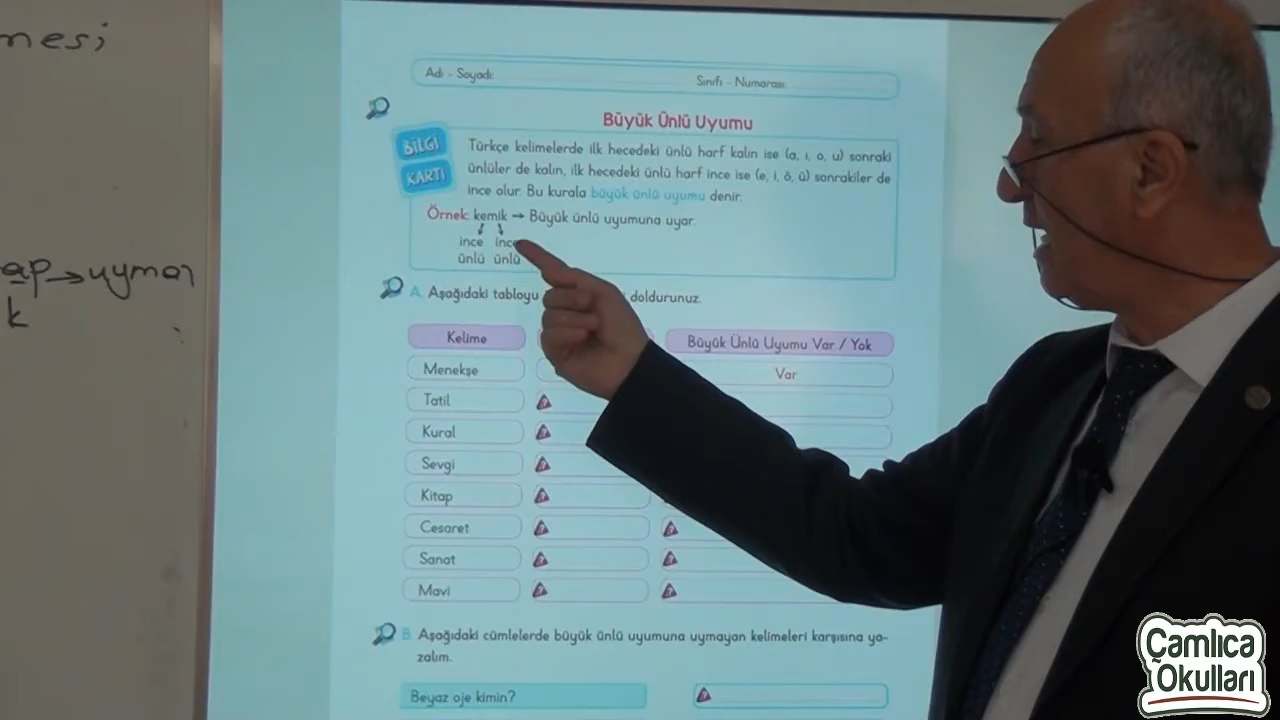 mesi
ap→uymaz
k
Adı - Soyadı:
Sınıfı - Numarası:
Büyük Ünlü Uyumu
BİLGİ
KARTI
Türkçe kelimelerde ilk hecedeki ünlü harf kalın ise (a, ı, o, u) sonraki
ünlüler de kalın, ilk hecedeki ünlü harf ince ise (e, i, ö, ü) sonrakiler de
ince olur. Bu kurala büyük ünlü uyumu denir.
Örnek: kemik → Büyük ünlü uyumuna uyar.
ince ince
ünlü ünlü
A. Aşağıdaki tabloyu doldurunuz.
Kelime
Büyük Ünlü Uyumu Var / Yok
Menekşe
Var
Tatil
Kural
Sevgi
Kitap
Cesaret
Sanat
Mavi
B. Aşağıdaki cümlelerde büyük ünlü uyumuna uymayan kelimeleri karşısına ya-
zalım.
Beyaz oje kimin?
Çamlıca
Okulları